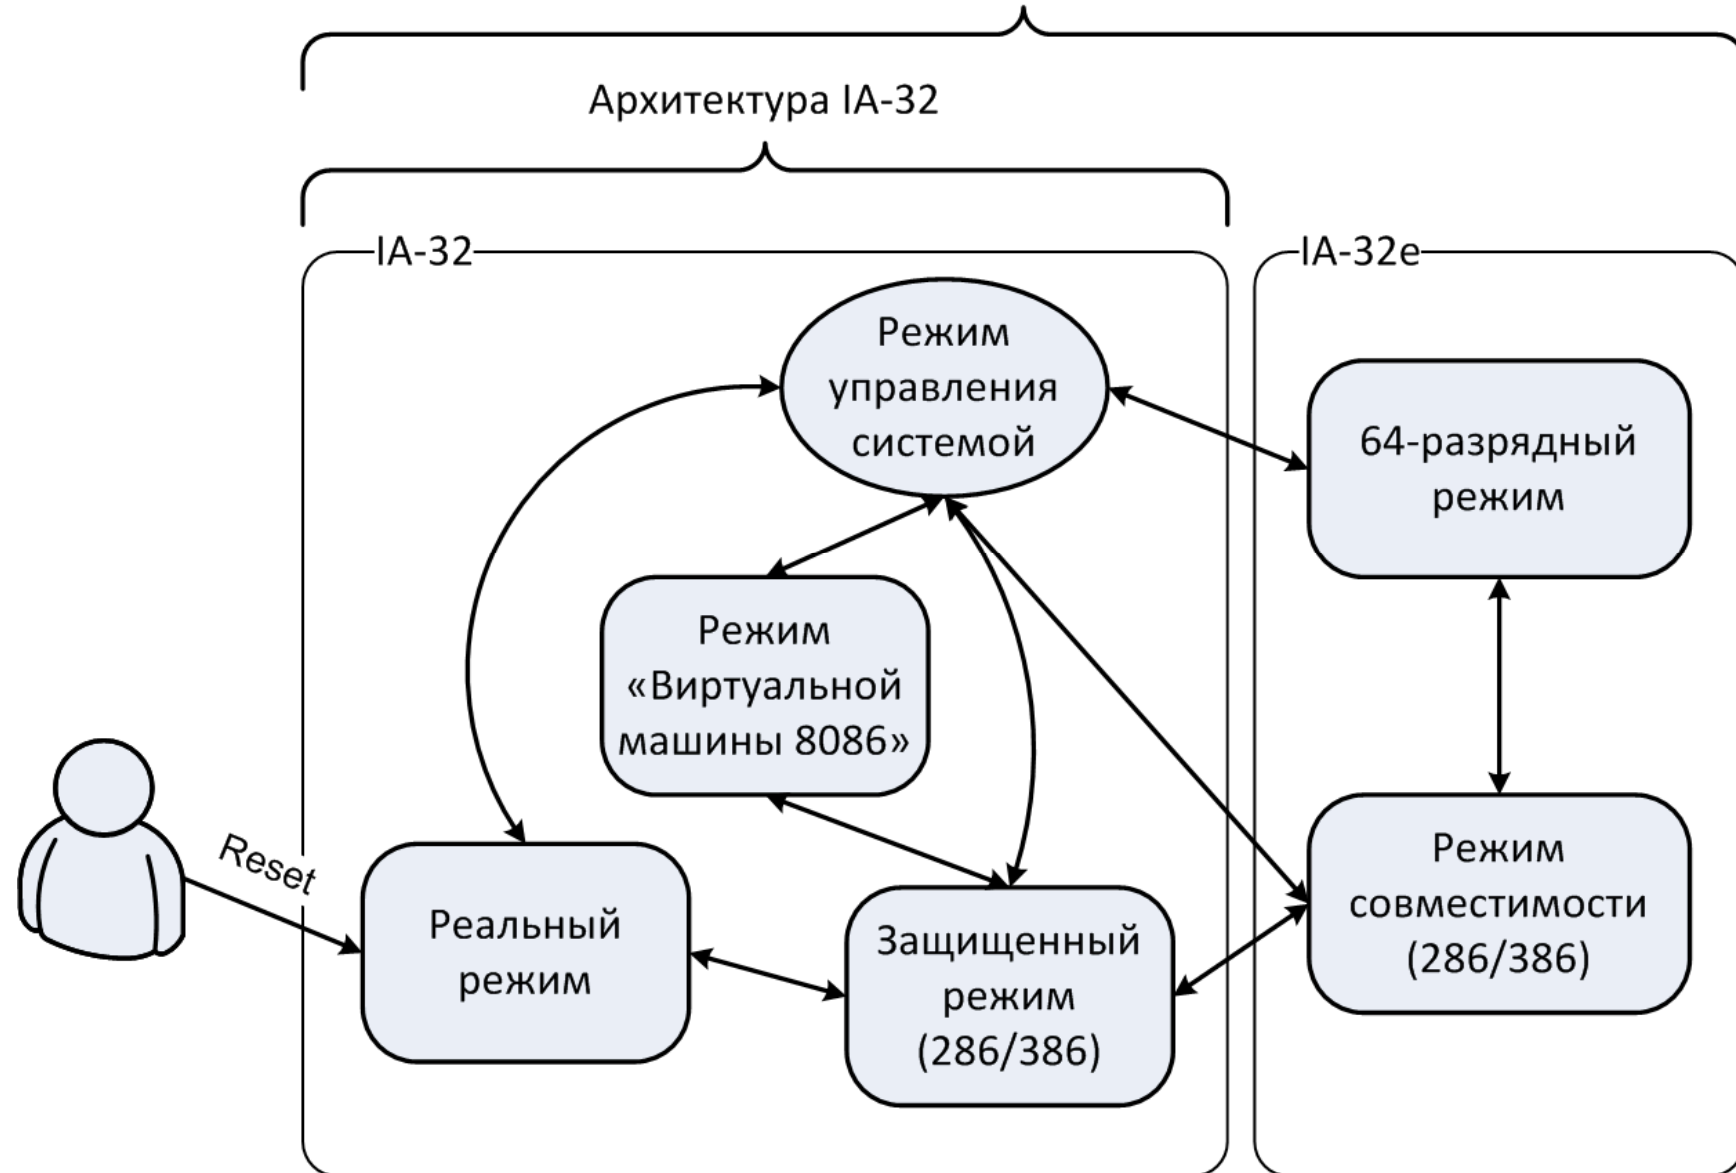 Архитектура IA-32
IA-32
IA-32e
Режим
управления
системой
64-разрядный
режим
Режим
«Виртуальной
машины 8086»
Reset
Реальный
режим
Защищенный
режим
(286/386)
Режим
совместимости
(286/386)